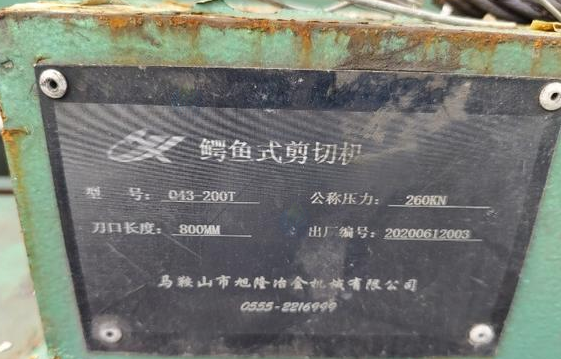 鳄鱼式剪切机
型 号: Q43-200T 公称压力: 260KN
刀口长度: 800MM 出厂编号: 20200612003
马鞍山市旭隆冶金机械有限公司
0555-2216999